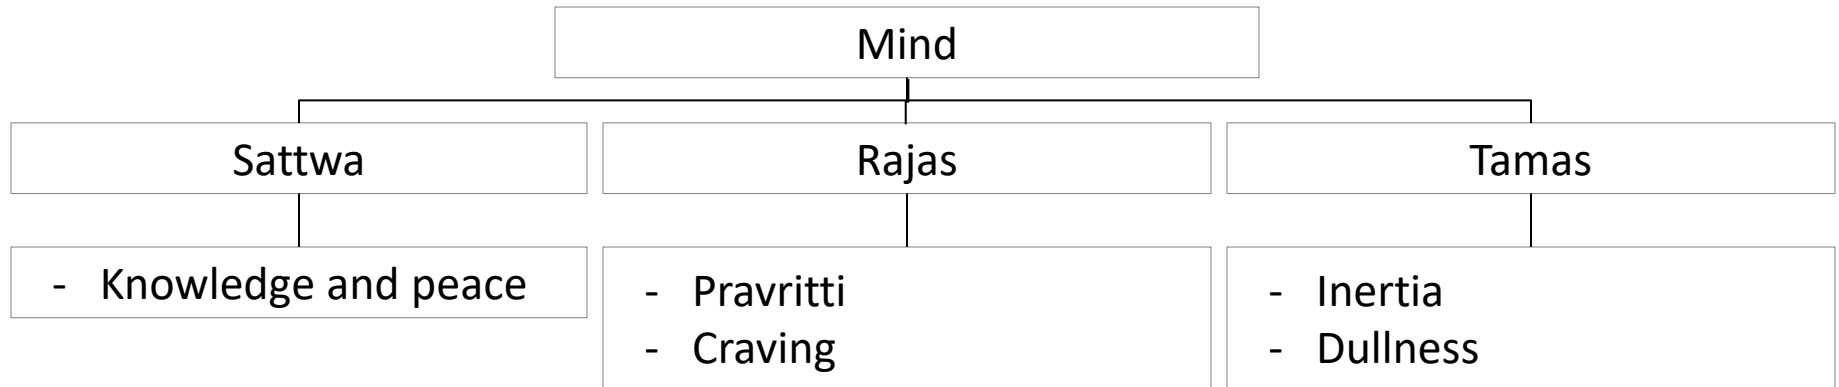 Mind
Sattwa
Rajas
Tamas
- Knowledge and peace
- Pravritti
- Craving
- Inertia
- Dullness